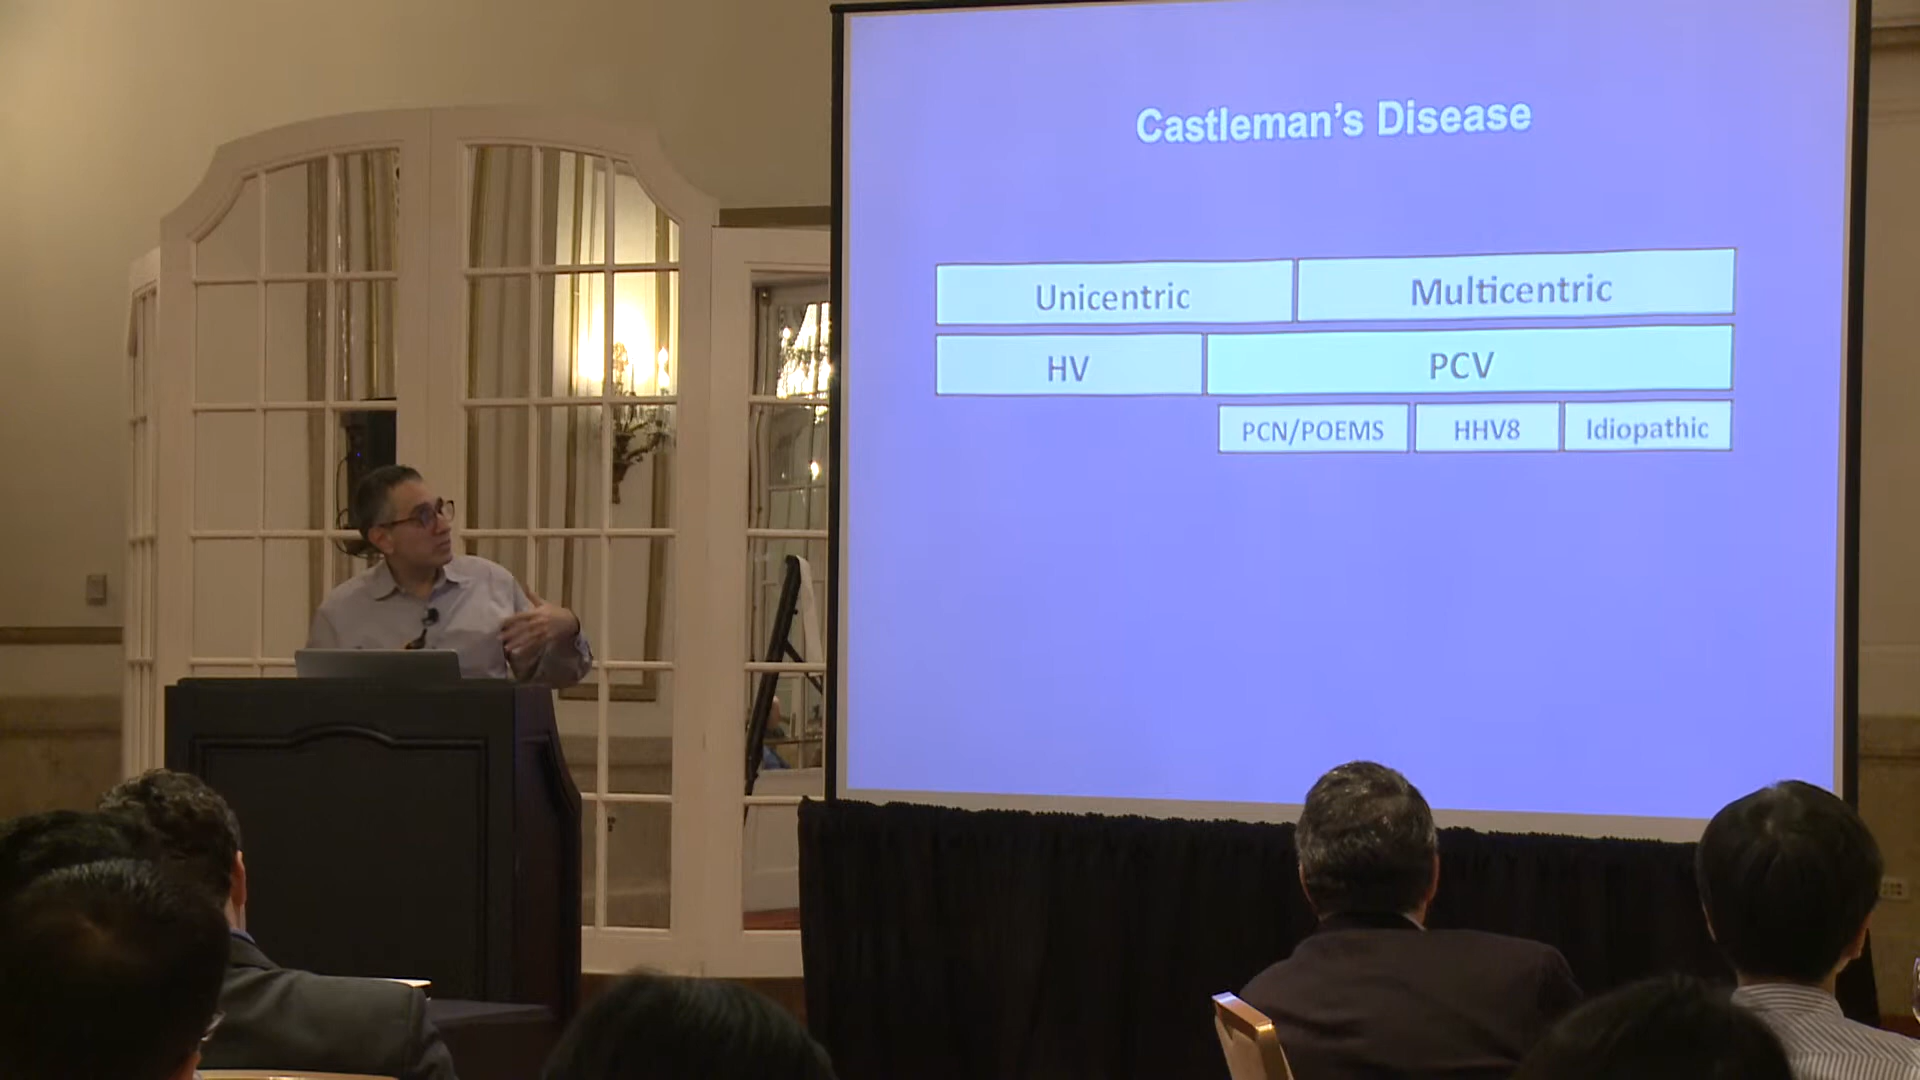 Castleman's Disease
Unicentric Multicentric
HV PCV
PCN/POEMS HHV8 Idiopathic